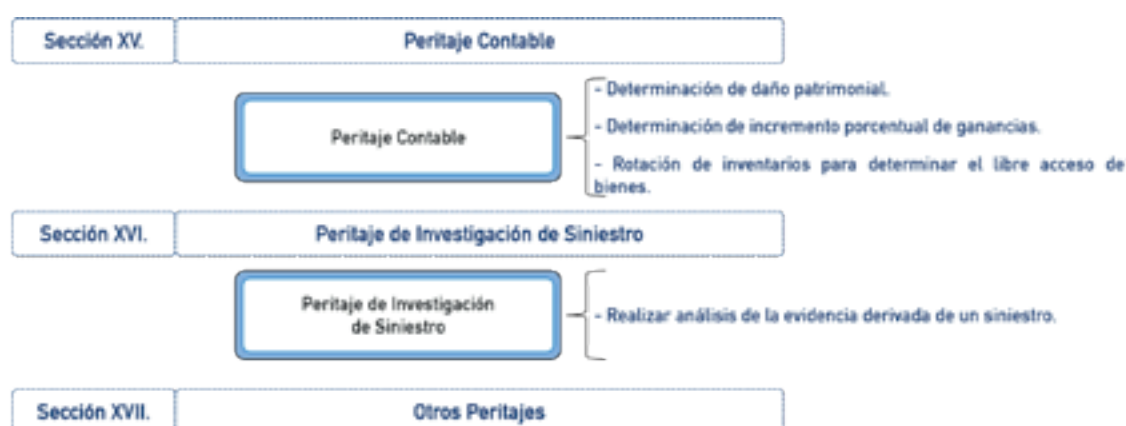 Sección XV. Peritaje Contable
Peritaje Contable
- Determinación de daño patrimonial.
- Determinación de incremento porcentual de ganancias.
- Rotación de inventarios para determinar el libre acceso de
bienes.
Sección XVI. Peritaje de Investigación de Siniestro
Peritaje de Investigación
de Siniestro
- Realizar análisis de la evidencia derivada de un siniestro.
Sección XVII. Otros Peritajes